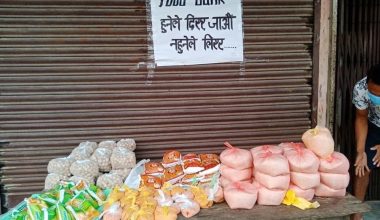 FOOD BANK
हुनेले दिएर जाऔं
नहुनेले लिएर......